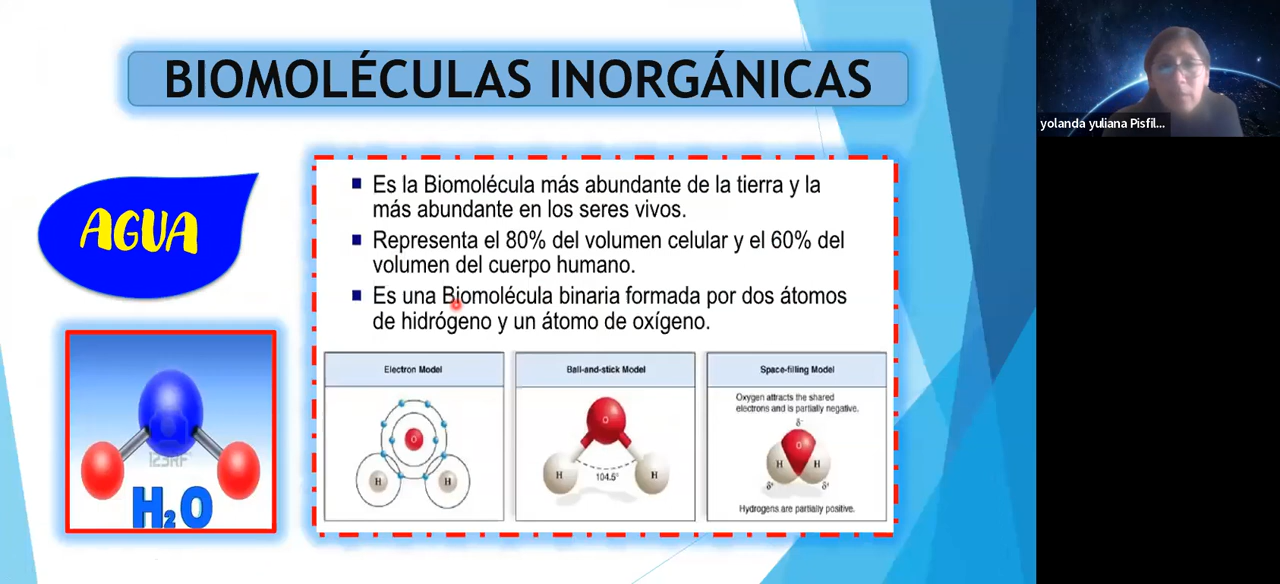 BIOMOLÉCULAS INORGÁNICAS
yolanda yuliana Pisfil...
AGUA
Es la Biomolécula más abundante de la tierra y la
más abundante en los seres vivos.
Representa el 80% del volumen celular y el 60% del
volumen del cuerpo humano.
Es una Biomolécula binaria formada por dos átomos
de hidrógeno y un átomo de oxígeno.
123RF
H₂O
Electron Model
O
H
H
Ball-and-stick Model
O
H
H
104.5°
Space-filling Model
Oxygen attracts the shared
electrons and is partially negative.
δ⁻
O
H
H
δ⁺
δ⁺
Hydrogens are partially positive.